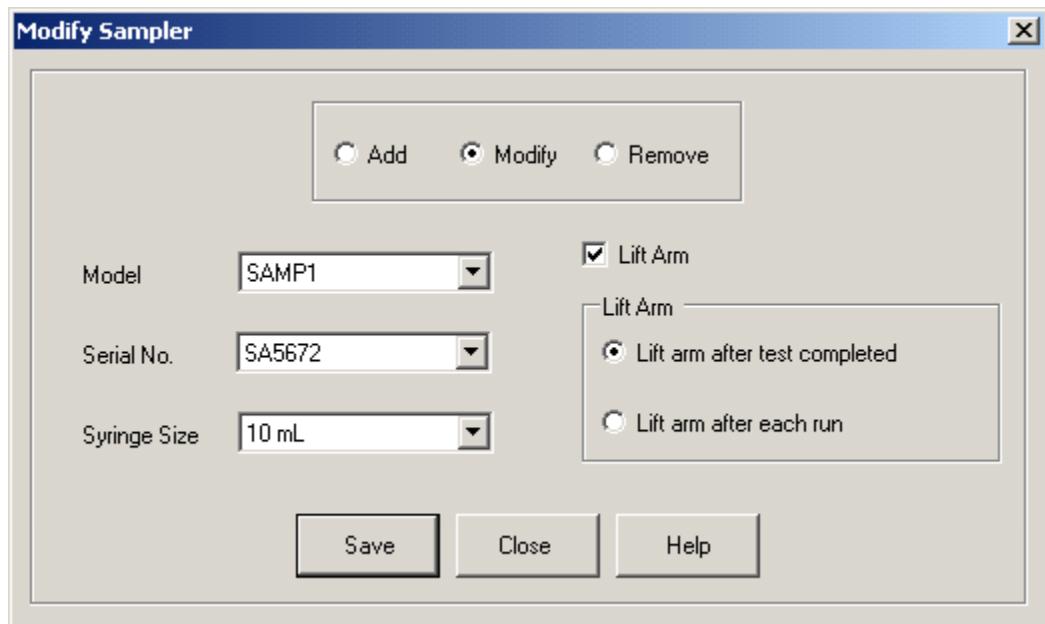 Modify Sampler
Add Modify Remove
Model SAMP1
Serial No. SA5672
Syringe Size 10 mL
Lift Arm
Lift Arm
Lift arm after test completed
Lift arm after each run
Save Close Help